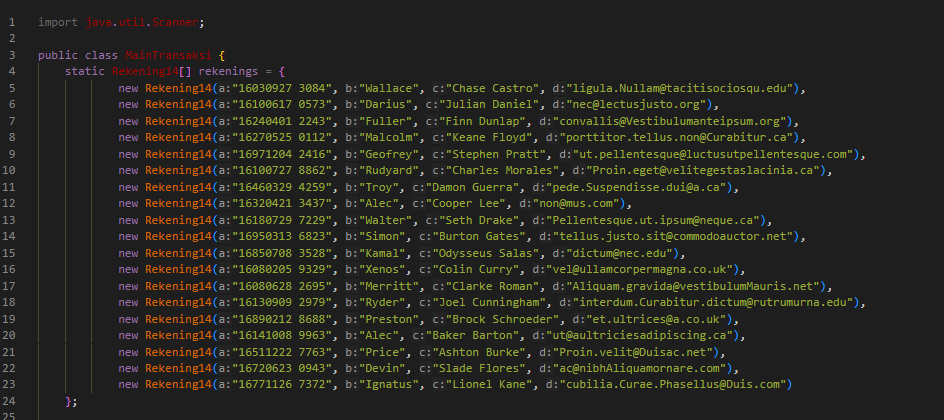 1 import java.util.Scanner;
2
3 public class MainTransaksi {
4 static Rekening14[] rekenings = {
5 new Rekening14(a:"16030927 3084", b:"Wallace", c:"Chase Castro", d:"ligula.Nullam@tacitisociosqu.edu"),
6 new Rekening14(a:"16100617 0573", b:"Darius", c:"Julian Daniel", d:"nec@lectusjusto.org"),
7 new Rekening14(a:"16240401 2243", b:"Fuller", c:"Finn Dunlap", d:"convallis@Vestibulumanteipsum.org"),
8 new Rekening14(a:"16270525 0112", b:"Malcolm", c:"Keane Floyd", d:"porttitor.tellus.non@Curabitur.ca"),
9 new Rekening14(a:"16971204 2416", b:"Geofrey", c:"Stephen Pratt", d:"ut.pellentesque@luctusutpellentesque.com"),
10 new Rekening14(a:"16100727 8862", b:"Rudyard", c:"Charles Morales", d:"Proin.eget@velitegestaslacinia.ca"),
11 new Rekening14(a:"16460329 4259", b:"Troy", c:"Damon Guerra", d:"pede.Suspendisse.dui@a.ca"),
12 new Rekening14(a:"16320421 3437", b:"Alec", c:"Cooper Lee", d:"non@mus.com"),
13 new Rekening14(a:"16180729 7229", b:"Walter", c:"Seth Drake", d:"Pellentesque.ut.ipsum@neque.ca"),
14 new Rekening14(a:"16950313 6823", b:"Simon", c:"Burton Gates", d:"tellus.justo.sit@commodoauctor.net"),
15 new Rekening14(a:"16850708 3528", b:"Kamal", c:"Odysseus Salas", d:"dictum@nec.edu"),
16 new Rekening14(a:"16080205 9329", b:"Xenos", c:"Colin Curry", d:"vel@ullamcorpermagna.co.uk"),
17 new Rekening14(a:"16080628 2695", b:"Merritt", c:"Clarke Roman", d:"Aliquam.gravida@vestibulumMauris.net"),
18 new Rekening14(a:"16130909 2979", b:"Ryder", c:"Joel Cunningham", d:"interdum.Curabitur.dictum@rutrumurna.edu"),
19 new Rekening14(a:"16890212 8688", b:"Preston", c:"Brock Schroeder", d:"et.ultrices@a.co.uk"),
20 new Rekening14(a:"16141008 9963", b:"Alec", c:"Baker Barton", d:"ut@aultriciesadipiscing.ca"),
21 new Rekening14(a:"16511222 7763", b:"Price", c:"Ashton Burke", d:"Proin.velit@Duisac.net"),
22 new Rekening14(a:"16720623 0943", b:"Devin", c:"Slade Flores", d:"ac@nibhAliquamornare.com"),
23 new Rekening14(a:"16771126 7372", b:"Ignatus", c:"Lionel Kane", d:"cubilia.Curae.Phasellus@Duis.com")
24 };
25